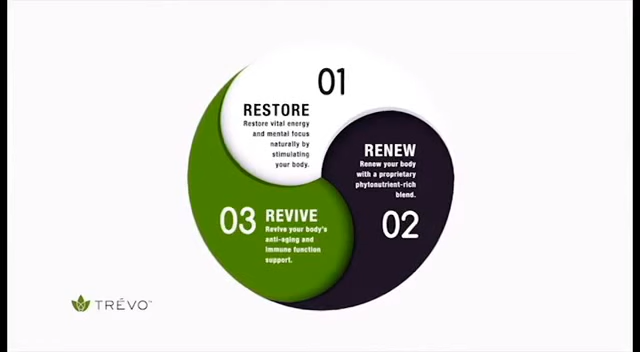 01
RESTORE
Restore vital energy
and mental focus
naturally by
stimulating
your body.
RENEW
Renew your body
with a proprietary
phytonutrient-rich
blend.
02
03 REVIVE
Revive your body's
anti-aging and
immune function
support.
TRĒVO™